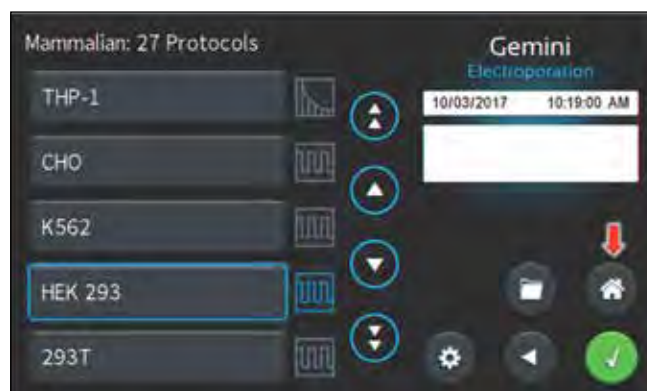 Mammalian: 27 Protocols
THP-1
CHO
K562
HEK 293
293T
Gemini
Electroporation
10/03/2017 10:19:00 AM